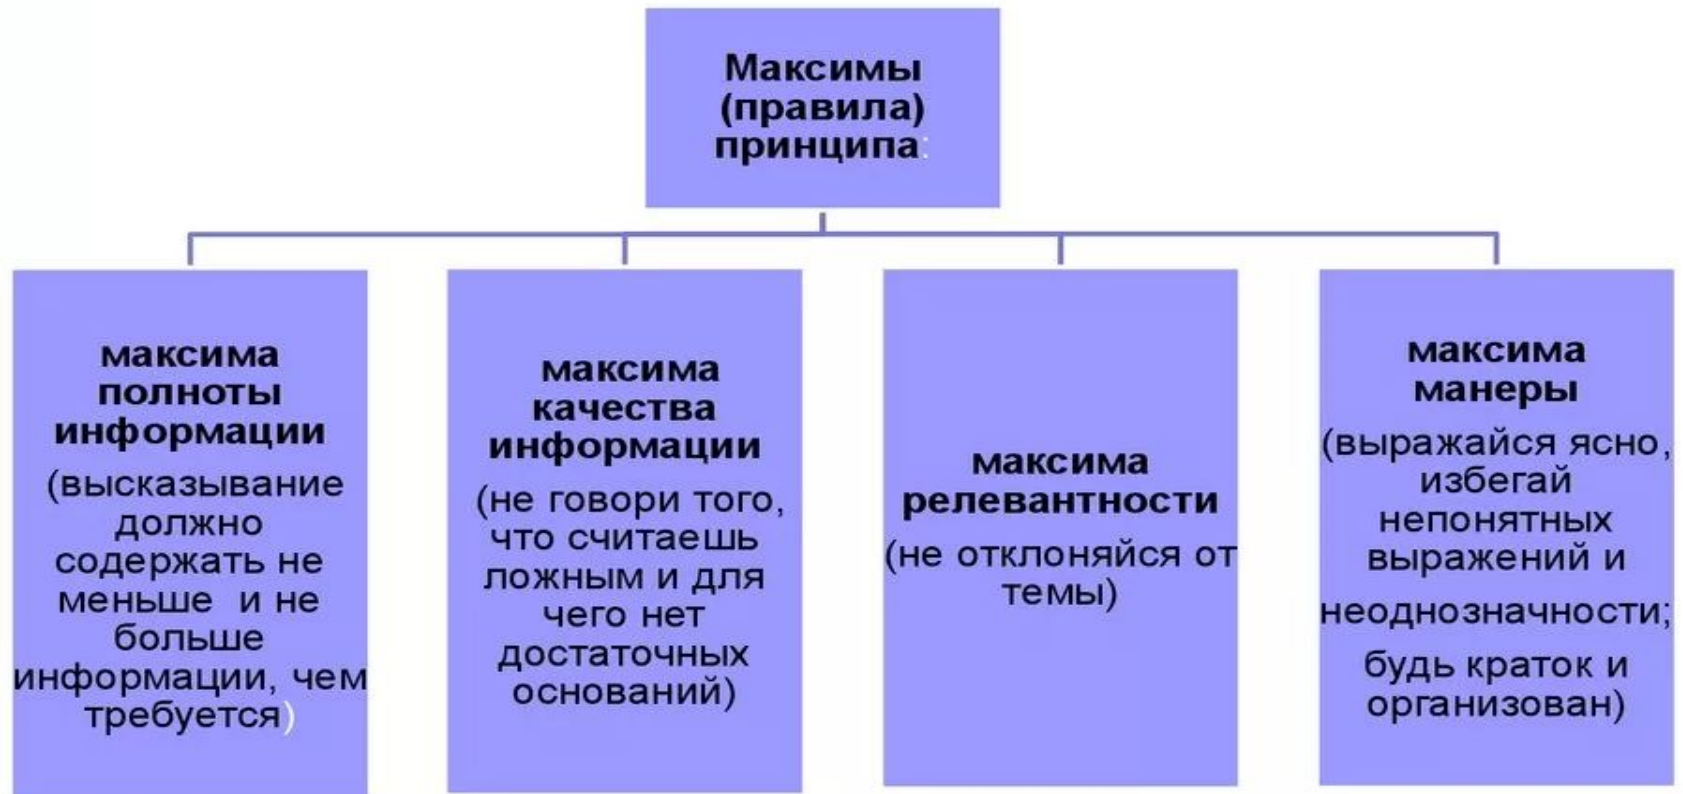 Максимы
(правила)
принципа:
максима
полноты
информации
(высказывание
должно
содержать не
меньше и не
больше
информации, чем
требуется)
максима
качества
информации
(не говори того,
что считаешь
ложным и для
чего нет
достаточных
оснований)
максима
релевантности
(не отклоняйся от
темы)
максима
манеры
(выражайся ясно,
избегай
непонятных
выражений и
неоднозначности;
будь краток и
организован)